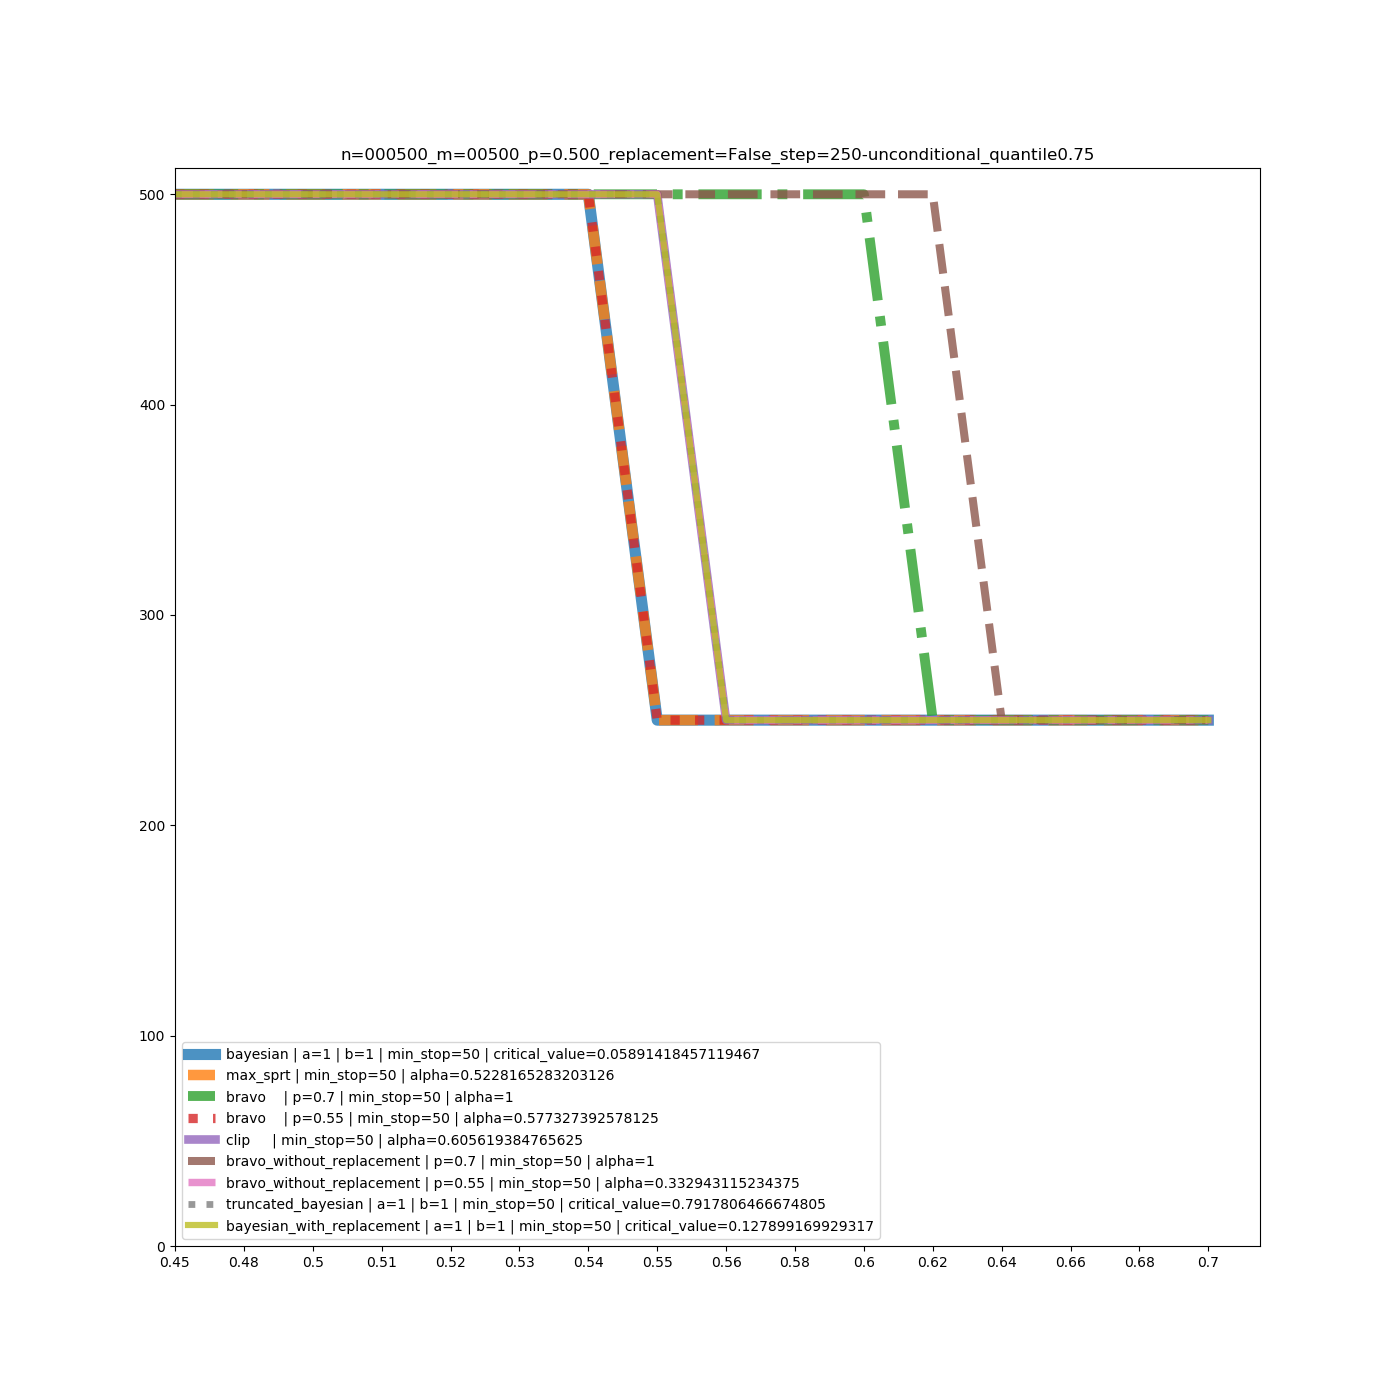 n=000500_m=00500_p=0.500_replacement=False_step=250-unconditional_quantile0.75
500
400
300
200
100
0
bayesian | a=1 | b=1 | min_stop=50 | critical_value=0.05891418457119467
max_sprt | min_stop=50 | alpha=0.5228165283203126
bravo | p=0.7 | min_stop=50 | alpha=1
bravo | p=0.55 | min_stop=50 | alpha=0.577327392578125
clip | min_stop=50 | alpha=0.605619384765625
bravo_without_replacement | p=0.7 | min_stop=50 | alpha=1
bravo_without_replacement | p=0.55 | min_stop=50 | alpha=0.332943115234375
truncated_bayesian | a=1 | b=1 | min_stop=50 | critical_value=0.7917806466674805
bayesian_with_replacement | a=1 | b=1 | min_stop=50 | critical_value=0.127899169929317
0.45 0.48 0.5 0.51 0.52 0.53 0.54 0.55 0.56 0.58 0.6 0.62 0.64 0.66 0.68 0.7